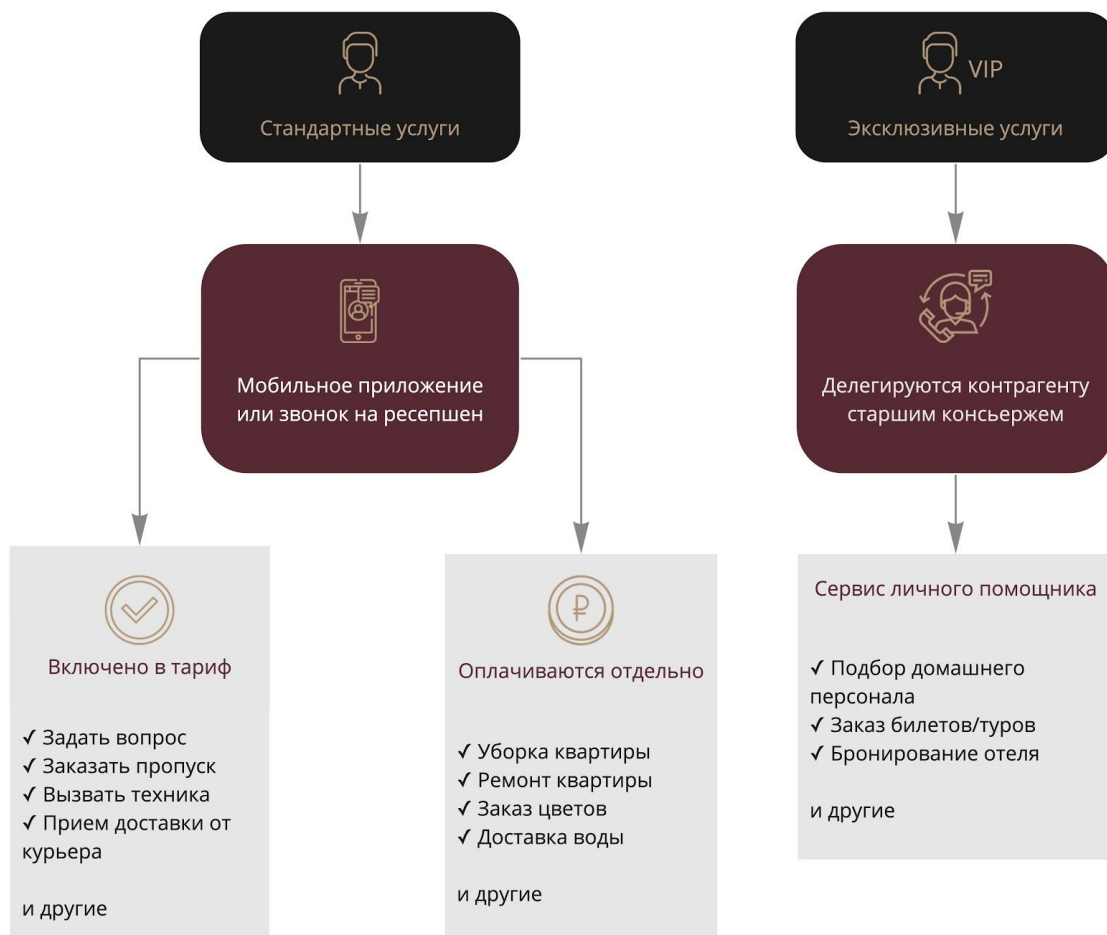 Стандартные услуги
VIP
Эксклюзивные услуги
Мобильное приложение
или звонок на ресепшен
Делегируются контрагенту
старшим консьержем
Включено в тариф
✓ Задать вопрос
✓ Заказать пропуск
✓ Вызвать техника
✓ Прием доставки от
курьера
и другие
Оплачиваются отдельно
✓ Уборка квартиры
✓ Ремонт квартиры
✓ Заказ цветов
✓ Доставка воды
и другие
Сервис личного помощника
✓ Подбор домашнего
персонала
✓ Заказ билетов/туров
✓ Бронирование отеля
и другие